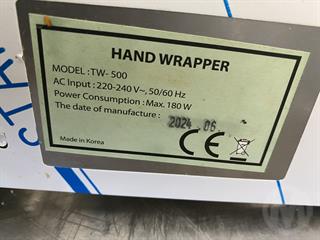 HAND WRAPPER
MODEL : TW- 500
AC Input : 220-240 V~, 50/60 Hz
Power Consumption : Max. 180 W
The date of manufacture : 2024. 06.
Made in Korea
CE